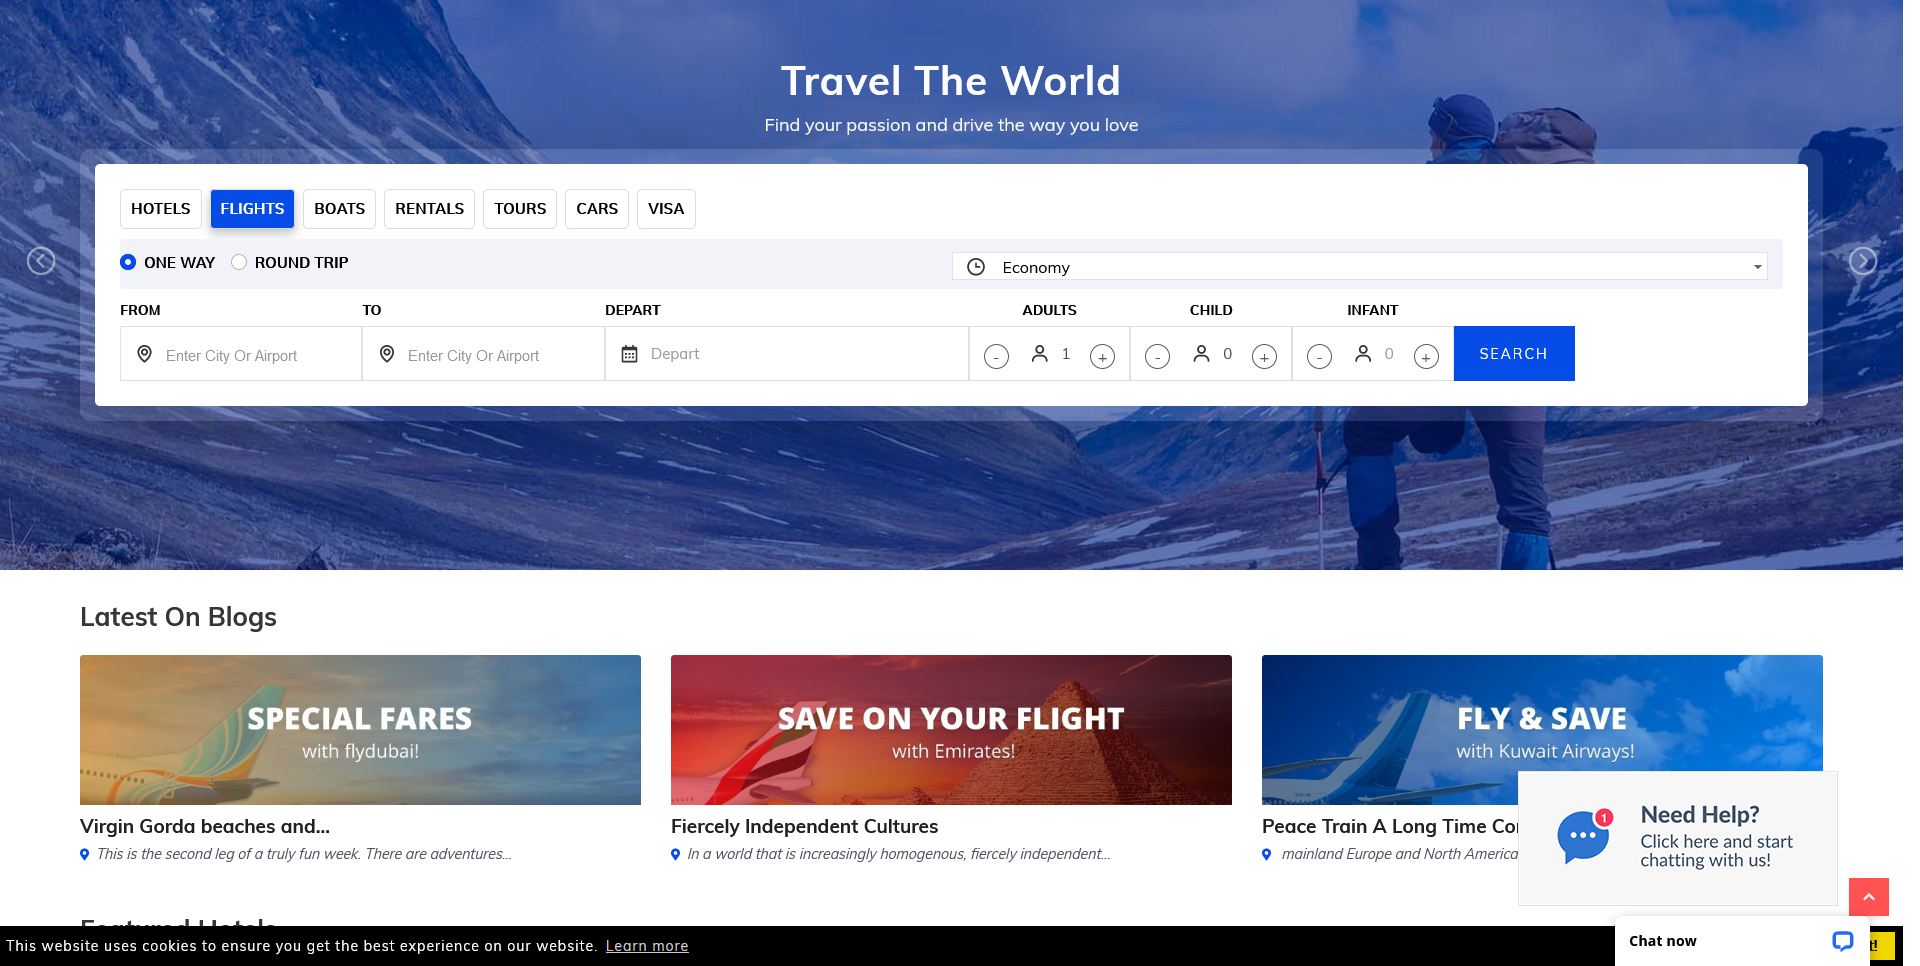 Travel The World
Find your passion and drive the way you love
HOTELS
FLIGHTS
BOATS
RENTALS
TOURS
CARS
VISA
ONE WAY
ROUND TRIP
Economy
FROM
TO
DEPART
ADULTS
CHILD
INFANT
Enter City Or Airport
Enter City Or Airport
Depart
- 1 +
- 0 +
- 0 +
SEARCH
Latest On Blogs
SPECIAL FARES
with flydubai!
SAVE ON YOUR FLIGHT
with Emirates!
FLY & SAVE
with Kuwait Airways!
Virgin Gorda beaches and...
This is the second leg of a truly fun week. There are adventures...
Fiercely Independent Cultures
In a world that is increasingly homogenous, fiercely independent...
Peace Train A Long Time
mainland Europe and North America
1
Need Help?
Click here and start
chatting with us!
Featured Hotels
This website uses cookies to ensure you get the best experience on our website. Learn more
Chat now